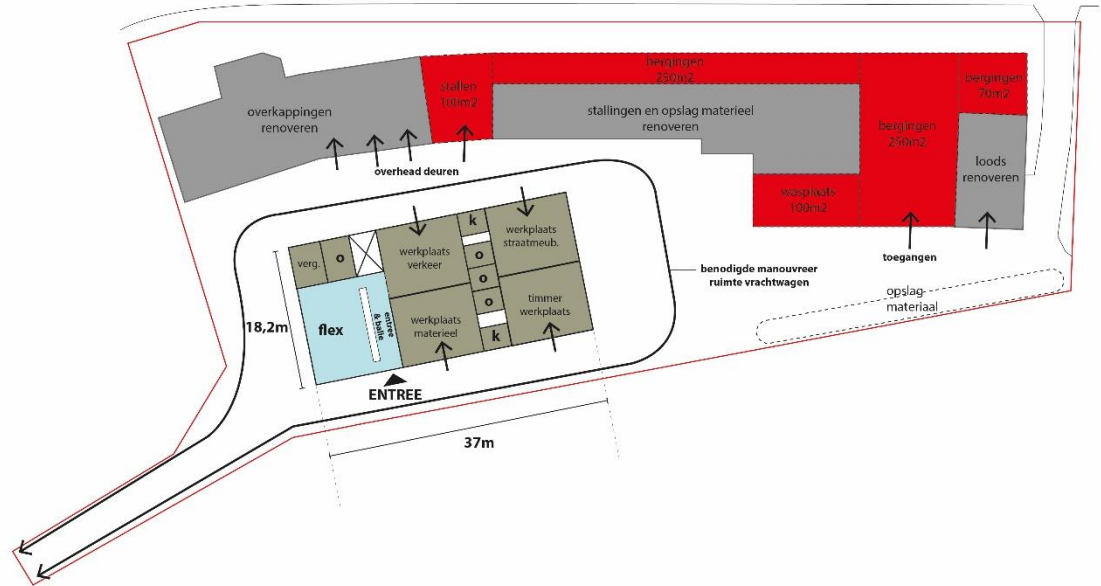 overkappingen
renoveren
stallen
100m2
bergingen
250m2
stallingen en opslag materieel
renoveren
bergingen
250m2
bergingen
70m2
loods
renoveren
wasplaats
100m2
overhead deuren
toegangen
benodigde manouvreer
ruimte vrachtwagen
opslag
materiaal
verg.
o
werkplaats
verkeer
k
o
o
o
k
werkplaats
straatmeub.
flex
entree
& balie
werkplaats
materieel
timmer
werkplaats
18,2m
ENTREE
37m